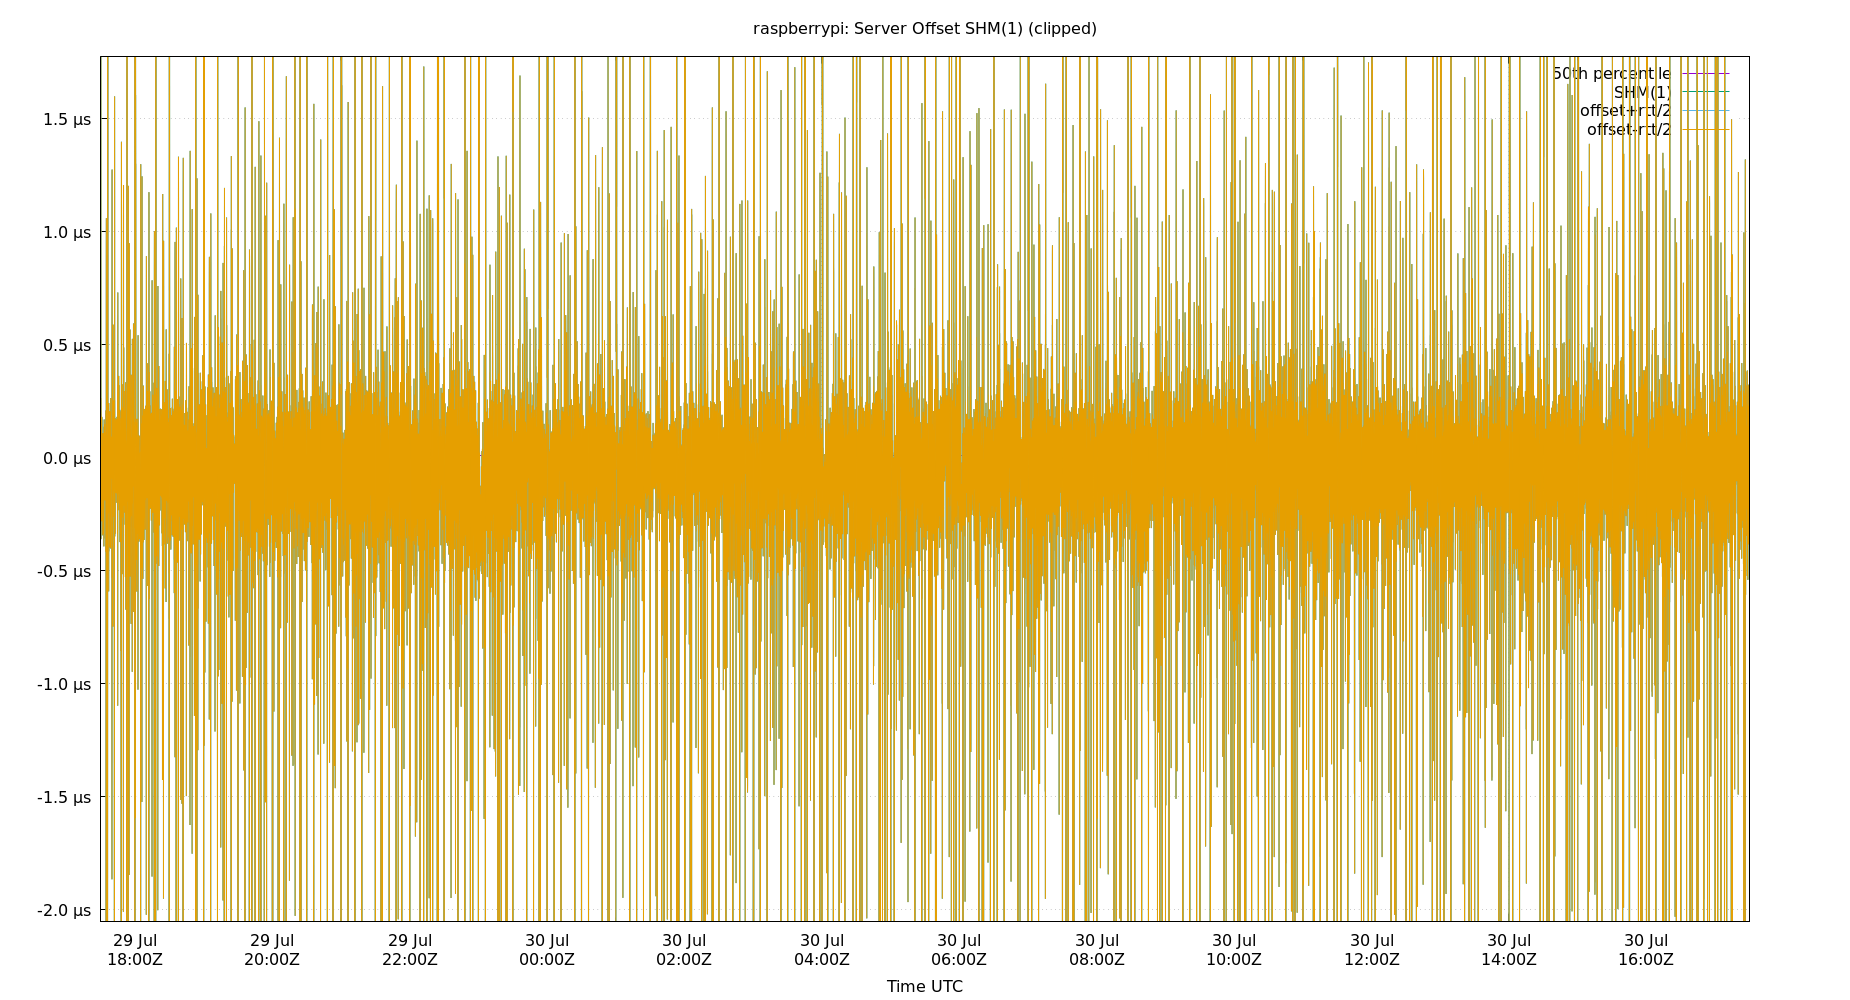 raspberrypi: Server Offset SHM(1) (clipped)
50th percentile
SHM(1)
offset+rtt/2
offset-rtt/2
1.5 µs
1.0 µs
0.5 µs
0.0 µs
-0.5 µs
-1.0 µs
-1.5 µs
-2.0 µs
29 Jul 29 Jul 29 Jul 30 Jul 30 Jul 30 Jul 30 Jul 30 Jul 30 Jul 30 Jul 30 Jul 30 Jul
18:00Z 20:00Z 22:00Z 00:00Z 02:00Z 04:00Z 06:00Z 08:00Z 10:00Z 12:00Z 14:00Z 16:00Z
Time UTC